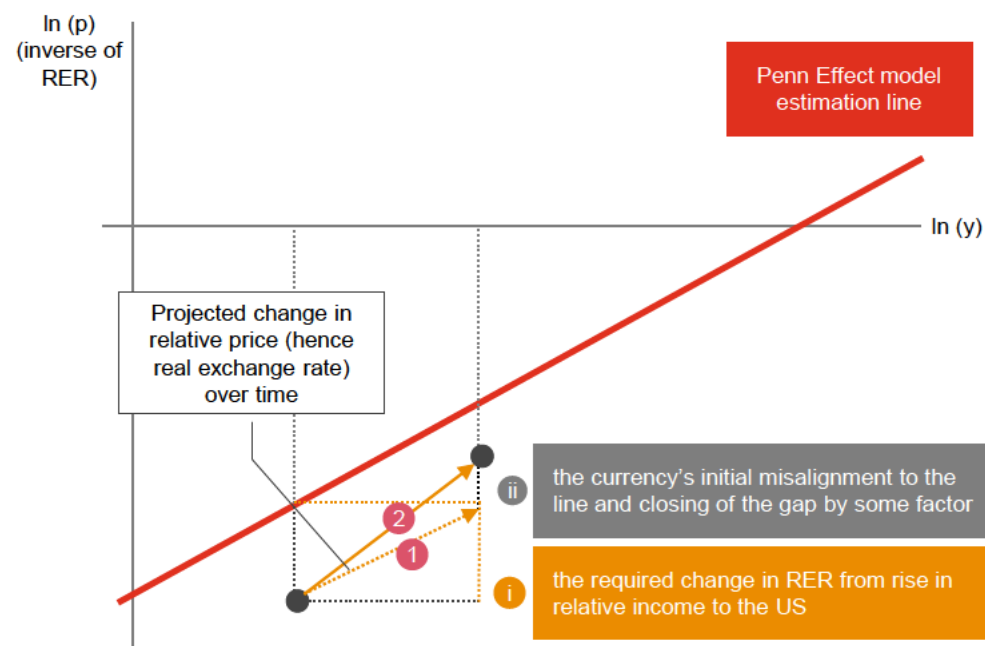 ln (p)
(inverse of
RER)
Penn Effect model
estimation line
ln (y)
Projected change in
relative price (hence
real exchange rate)
over time
2
1
ii
the currency's initial misalignment to the
line and closing of the gap by some factor
i
the required change in RER from rise in
relative income to the US